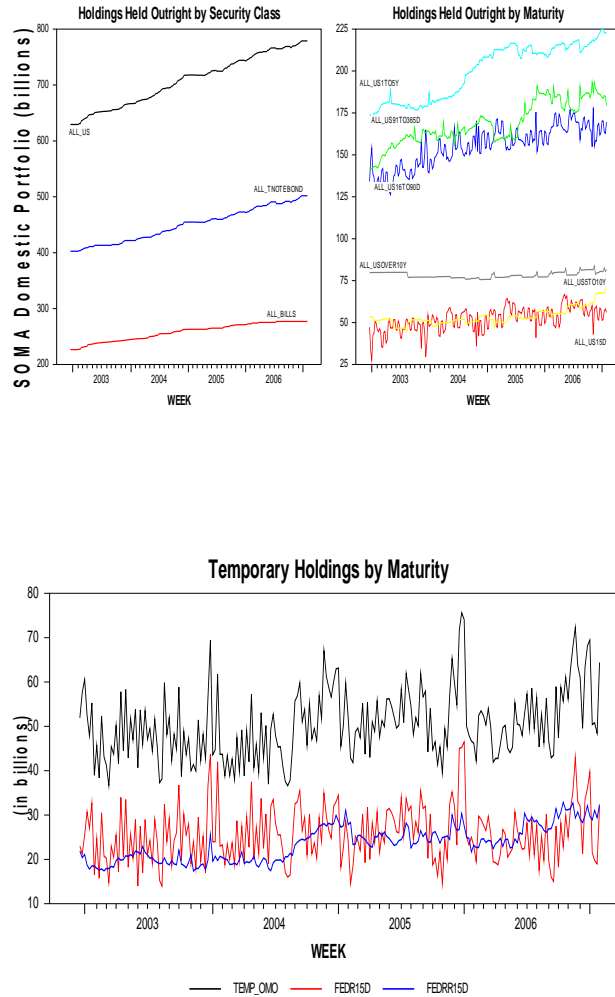 Holdings Held Outright by Security Class
SOMA Domestic Portfolio (billions)
800
700
600
500
400
300
200
ALL_US
ALL_TNOTEBOND
ALL_BILLS
2003 2004 2005 2006
WEEK
Holdings Held Outright by Maturity
225
200
175
150
125
100
75
50
25
ALL_US1TO5Y
ALL_US91TO365D
ALL_US16TO90D
ALL_USOVER10Y
ALL_US5TO10Y
ALL_US15D
2003 2004 2005 2006
WEEK
Temporary Holdings by Maturity
(in billions)
80
70
60
50
40
30
20
10
2003 2004 2005 2006
WEEK
TEMP_OMO FEDR15D FEDRR15D